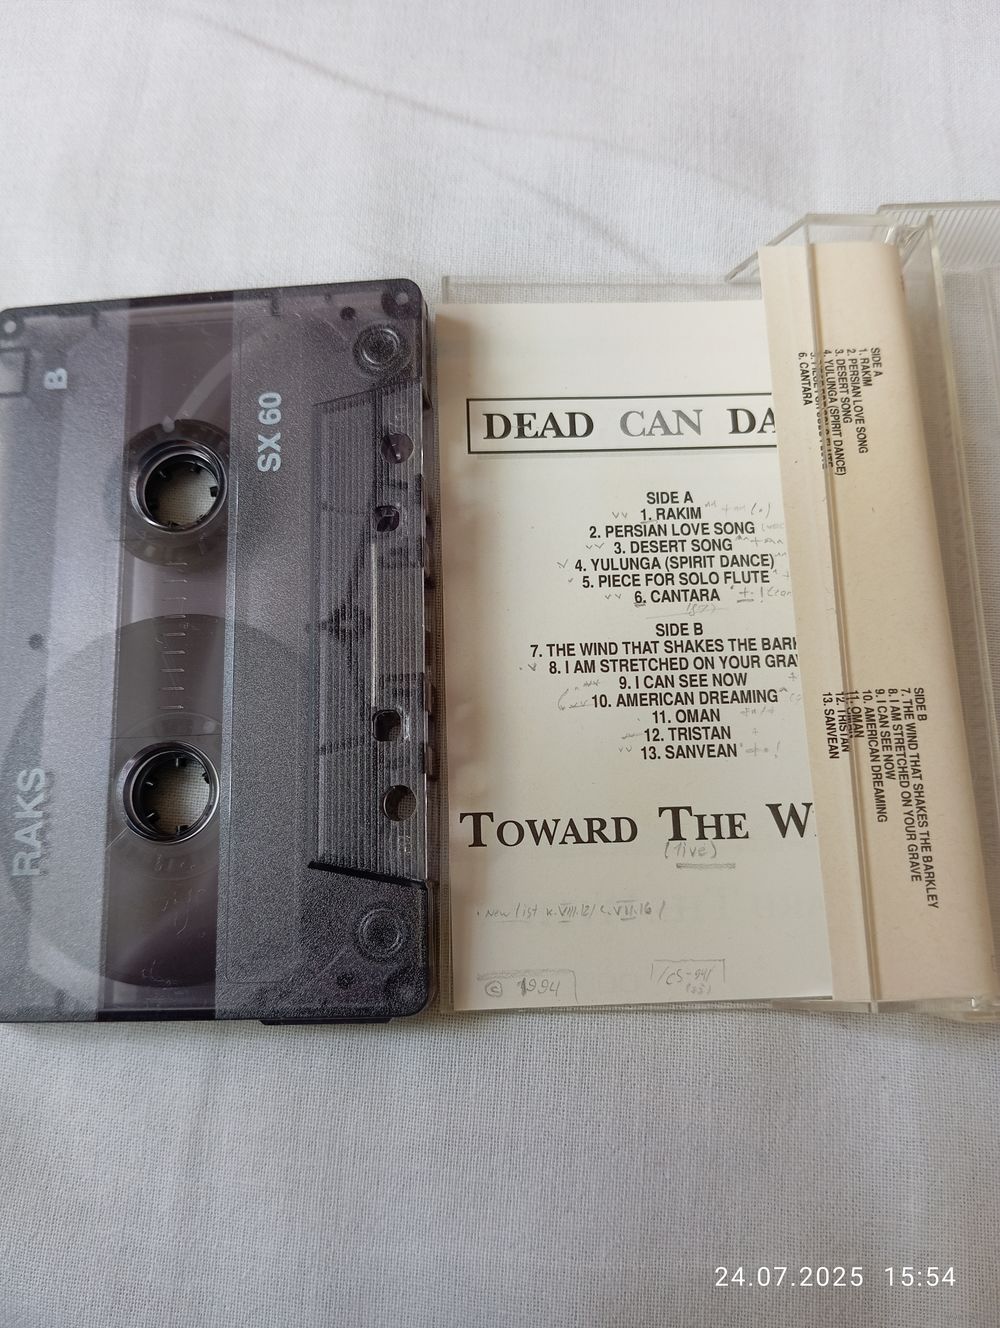 B
SX 60
RAKS
DEAD CAN DA
SIDE A
1. RAKIM
2. PERSIAN LOVE SONG
3. DESERT SONG
4. YULUNGA (SPIRIT DANCE)
5. PIECE FOR SOLO FLUTE
6. CANTARA
SIDE B
7. THE WIND THAT SHAKES THE BARK
8. I AM STRETCHED ON YOUR GRA
9. I CAN SEE NOW
10. AMERICAN DREAMING
11. OMAN
12. TRISTAN
13. SANVEAN
TOWARD THE W
(live)
New list
© 1994
SIDE A
1. RAKIM
2. PERSIAN LOVE SONG
3. DESERT SONG
4. YULUNGA (SPIRIT DANCE)
6. CANTARA
SIDE B
7. THE WIND THAT SHAKES THE BARKLEY
8. I AM STRETCHED ON YOUR GRAVE
9. I CAN SEE NOW
10. AMERICAN DREAMING
11. OMAN
12. TRISTAN
13. SANVEAN
24.07.2025 15:54